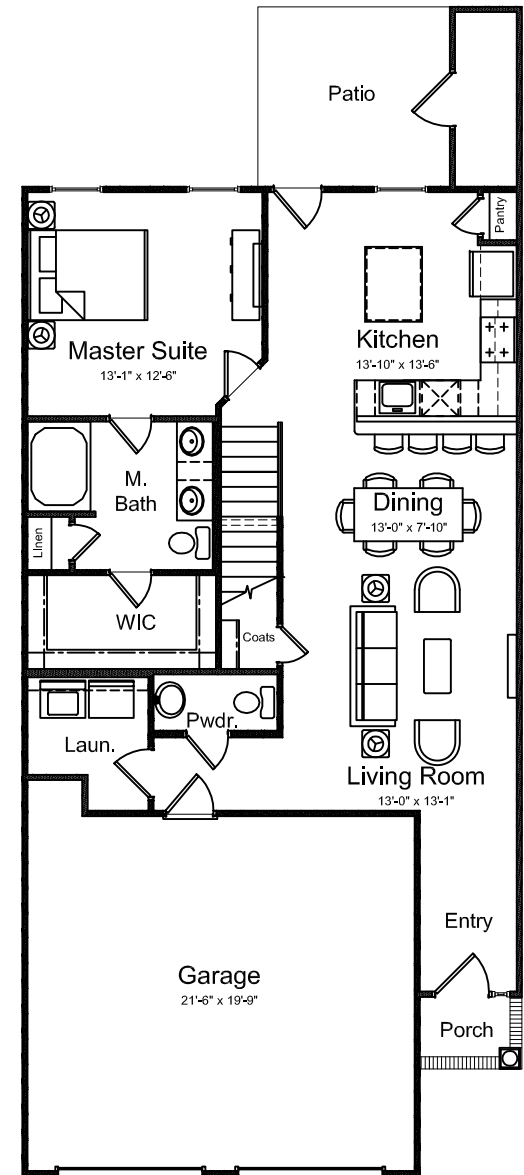 Patio
Pantry
Master Suite
13'-1" x 12'-6"
Kitchen
13'-10" x 13'-6"
M.
Bath
Dining
13'-0" x 7'-10"
Linen
WIC
Coats
Pwdr.
Laun.
Living Room
13'-0" x 13'-1"
Entry
Garage
21'-6" x 19'-9"
Porch